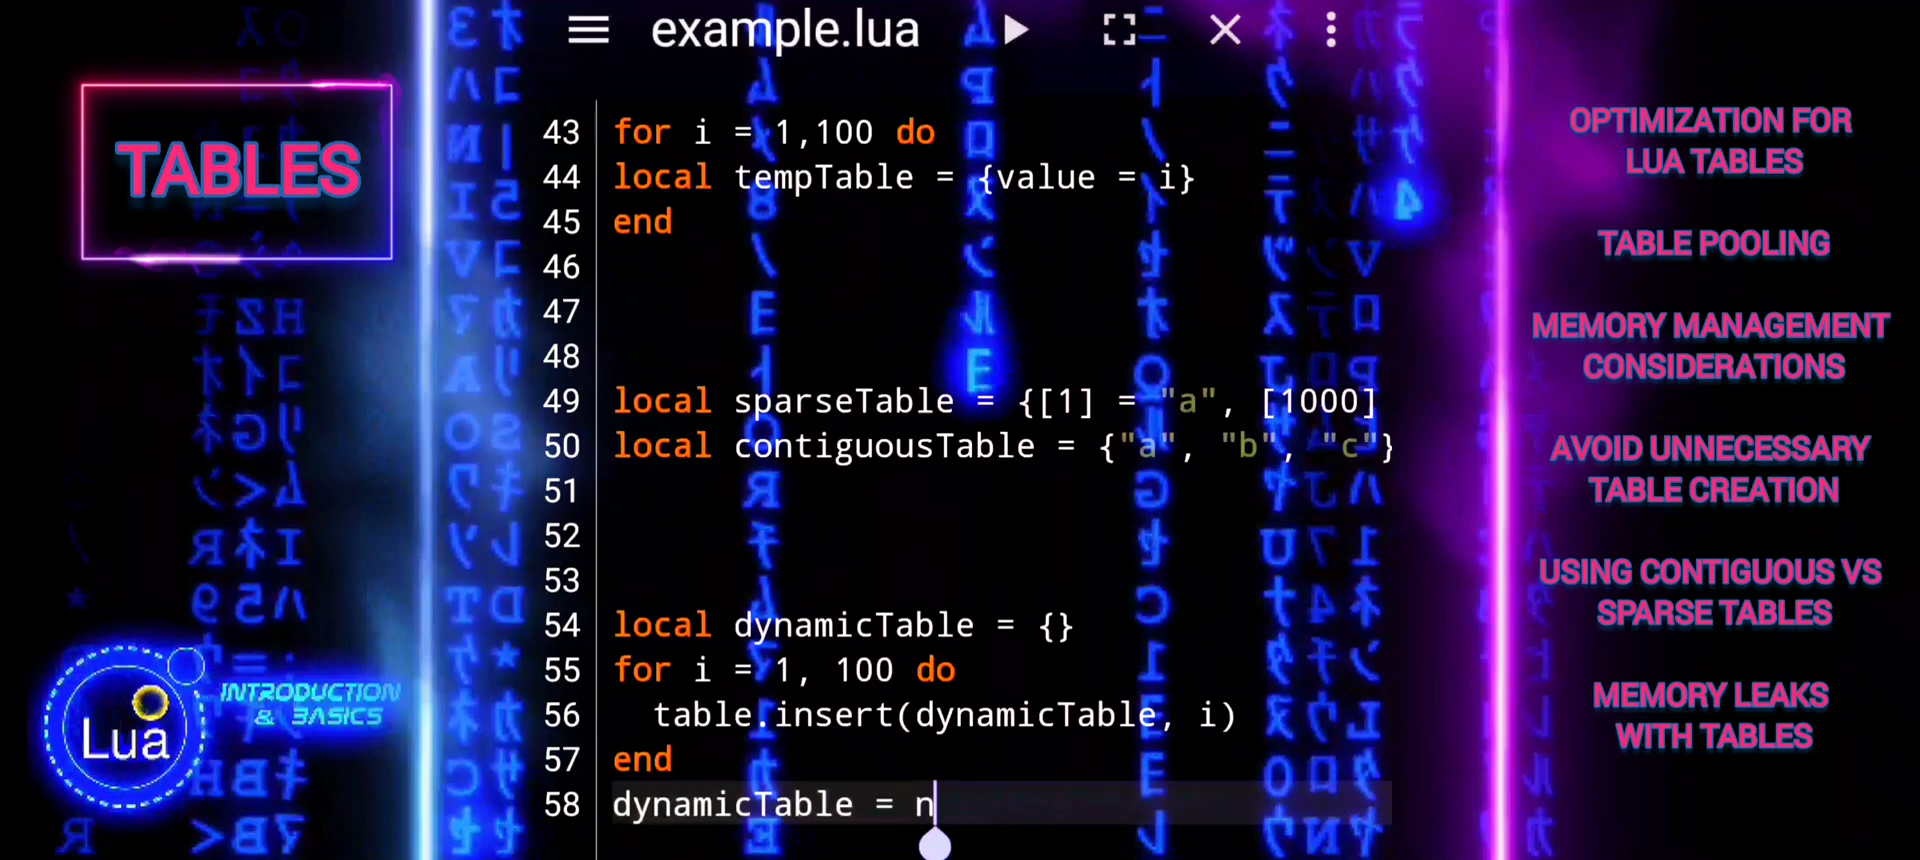 TABLES
Lua
INTRODUCTION
& BASICS
example.lua
43 for i = 1,100 do
44 local tempTable = {value = i}
45 end
46
47
48
49 local sparseTable = {[1] = "a", [1000]
50 local contiguousTable = {"a", "b", "c"}
51
52
53
54 local dynamicTable = {}
55 for i = 1, 100 do
56 table.insert(dynamicTable, i)
57 end
58 dynamicTable = n
OPTIMIZATION FOR
LUA TABLES
TABLE POOLING
MEMORY MANAGEMENT
CONSIDERATIONS
AVOID UNNECESSARY
TABLE CREATION
USING CONTIGUOUS VS
SPARSE TABLES
MEMORY LEAKS
WITH TABLES